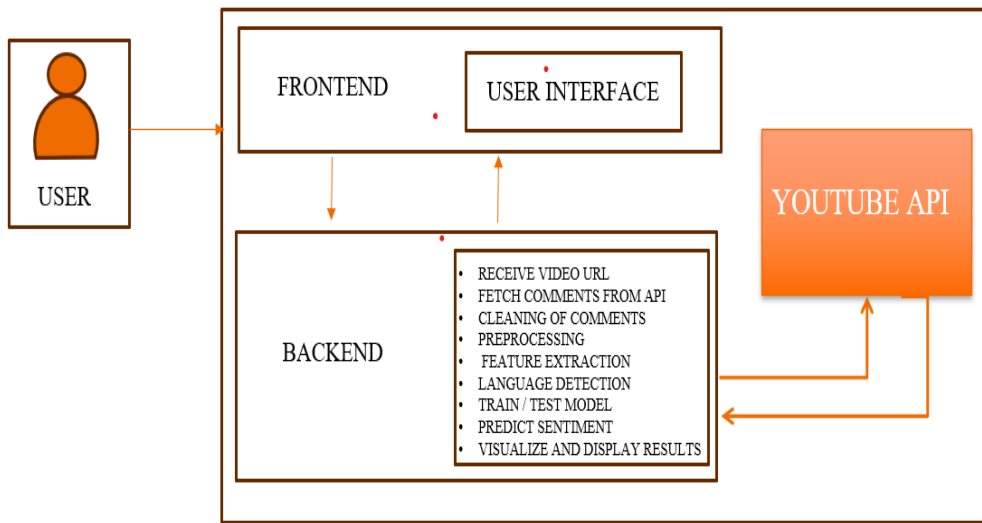 USER
FRONTEND
USER INTERFACE
YOUTUBE API
BACKEND
• RECEIVE VIDEO URL
• FETCH COMMENTS FROM API
• CLEANING OF COMMENTS
• PREPROCESSING
• FEATURE EXTRACTION
• LANGUAGE DETECTION
• TRAIN / TEST MODEL
• PREDICT SENTIMENT
• VISUALIZE AND DISPLAY RESULTS